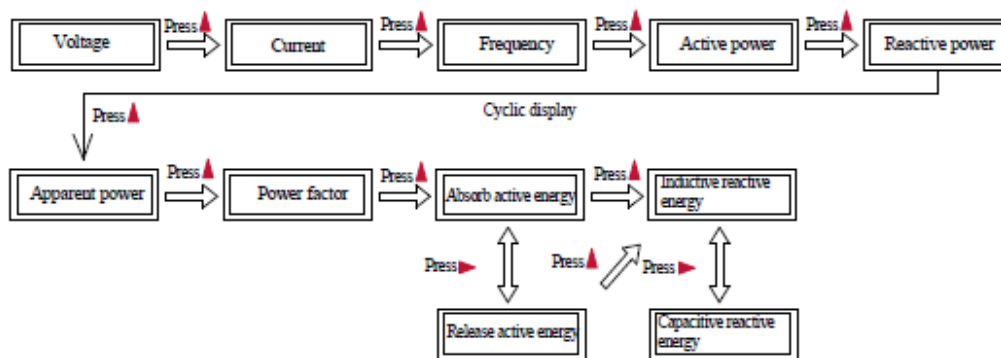 Press Press Press Press
Voltage Current Frequency Active power Reactive power
Cyclic display
Press
Press Press Press
Apparent power Power factor Absorb active energy Inductive reactive
energy
Press Press Press
Release active energy Capacitive reactive
energy